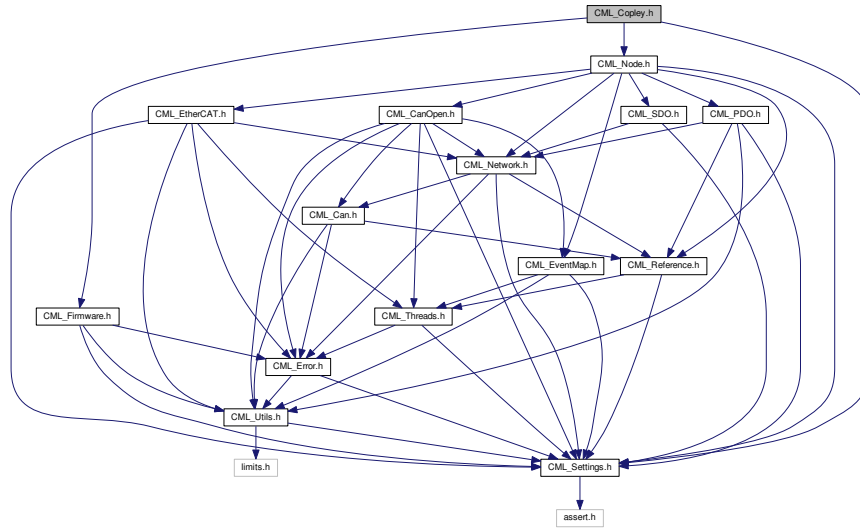 CML_Copley.h
CML_Node.h
CML_EtherCAT.h
CML_CanOpen.h
CML_SDO.h
CML_PDO.h
CML_Network.h
CML_Can.h
CML_EventMap.h
CML_Reference.h
CML_Firmware.h
CML_Threads.h
CML_Error.h
CML_Utils.h
limits.h
CML_Settings.h
assert.h